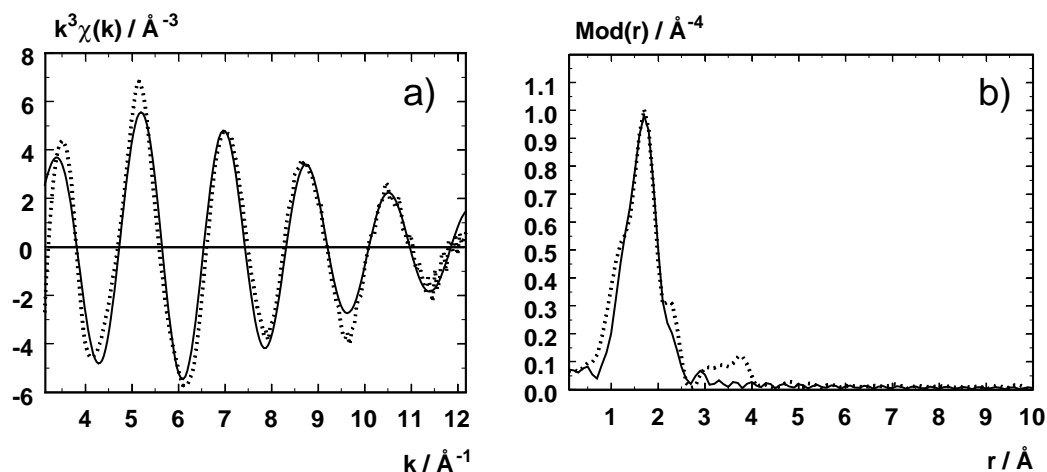 k³χ(k) / Å⁻³
a)
8
6
4
2
0
-2
-4
-6
4 5 6 7 8 9 10 11 12
k / Å⁻¹
Mod(r) / Å⁻⁴
b)
1.1
1.0
0.9
0.8
0.7
0.6
0.5
0.4
0.3
0.2
0.1
0.0
1 2 3 4 5 6 7 8 9 10
r / Å